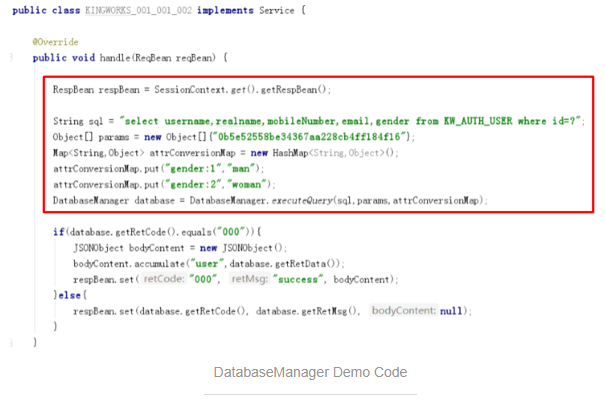 public class KINGWORKS_001_001_002 implements Service {
@Override
public void handle(ReqBean reqBean) {
RespBean respBean = SessionContext.get().getRespBean();
String sql = "select username,realname,mobileNumber,email,gender from KW_AUTH_USER where id=?";
Object[] params = new Object[]{"0b5e52558be34367aa228cb4ff184f16"};
Map<String,Object> attrConversionMap = new HashMap<String,Object>();
attrConversionMap.put("gender:1","man");
attrConversionMap.put("gender:2","woman");
DatabaseManager database = DatabaseManager.executeQuery(sql,params,attrConversionMap);
if(database.getRetCode().equals("000")){
JSONObject bodyContent = new JSONObject();
bodyContent.accumulate("user",database.getRetData());
respBean.set( retCode: "000", retMsg: "success", bodyContent);
}else{
respBean.set(database.getRetCode(), database.getRetMsg(), bodyContent: null);
}
}
DatabaseManager Demo Code